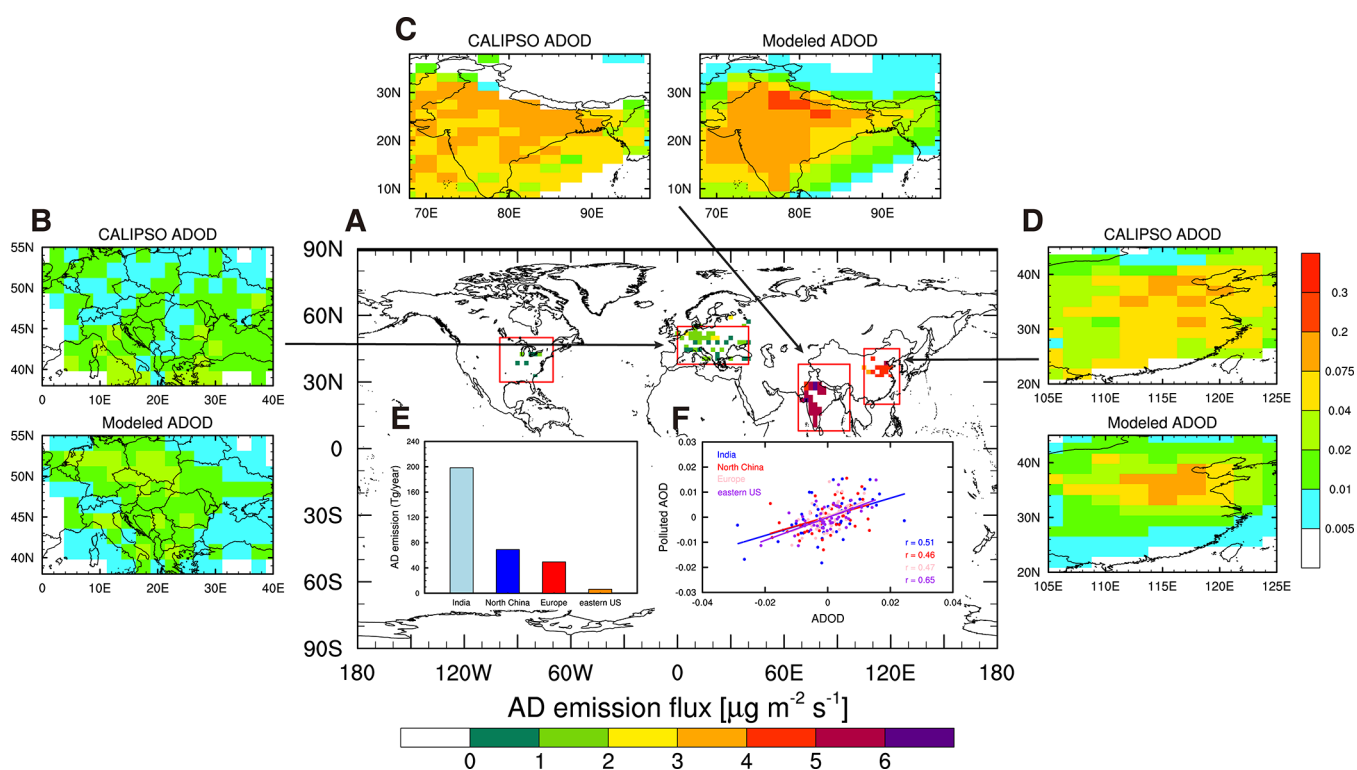 C
CALIPSO ADOD
Modeled ADOD
30N
20N
10N
70E
80E
90E
30N
20N
10N
70E
80E
90E
B
CALIPSO ADOD
55N
50N
45N
40N
0
10E
20E
30E
40E
Modeled ADOD
55N
50N
45N
40N
0
10E
20E
30E
40E
A
90N
60N
30N
0
30S
60S
90S
180
120W
60W
0
60E
120E
180
D
CALIPSO ADOD
40N
30N
20N
105E
115E
125E
Modeled ADOD
40N
30N
20N
105E
115E
125E
0.3
0.2
0.075
0.04
0.02
0.01
0.005
E
AD emission (Tg/year)
240
200
160
120
80
40
0
India
North China
Europe
eastern US
F
Polluted AOD
0.03
0.02
0.01
0
-0.01
-0.02
-0.03
India
North China
Europe
eastern US
r = 0.51
r = 0.46
r = 0.47
r = 0.65
-0.04
-0.02
0
0.02
0.04
ADOD
AD emission flux [μg m⁻² s⁻¹]
0
1
2
3
4
5
6